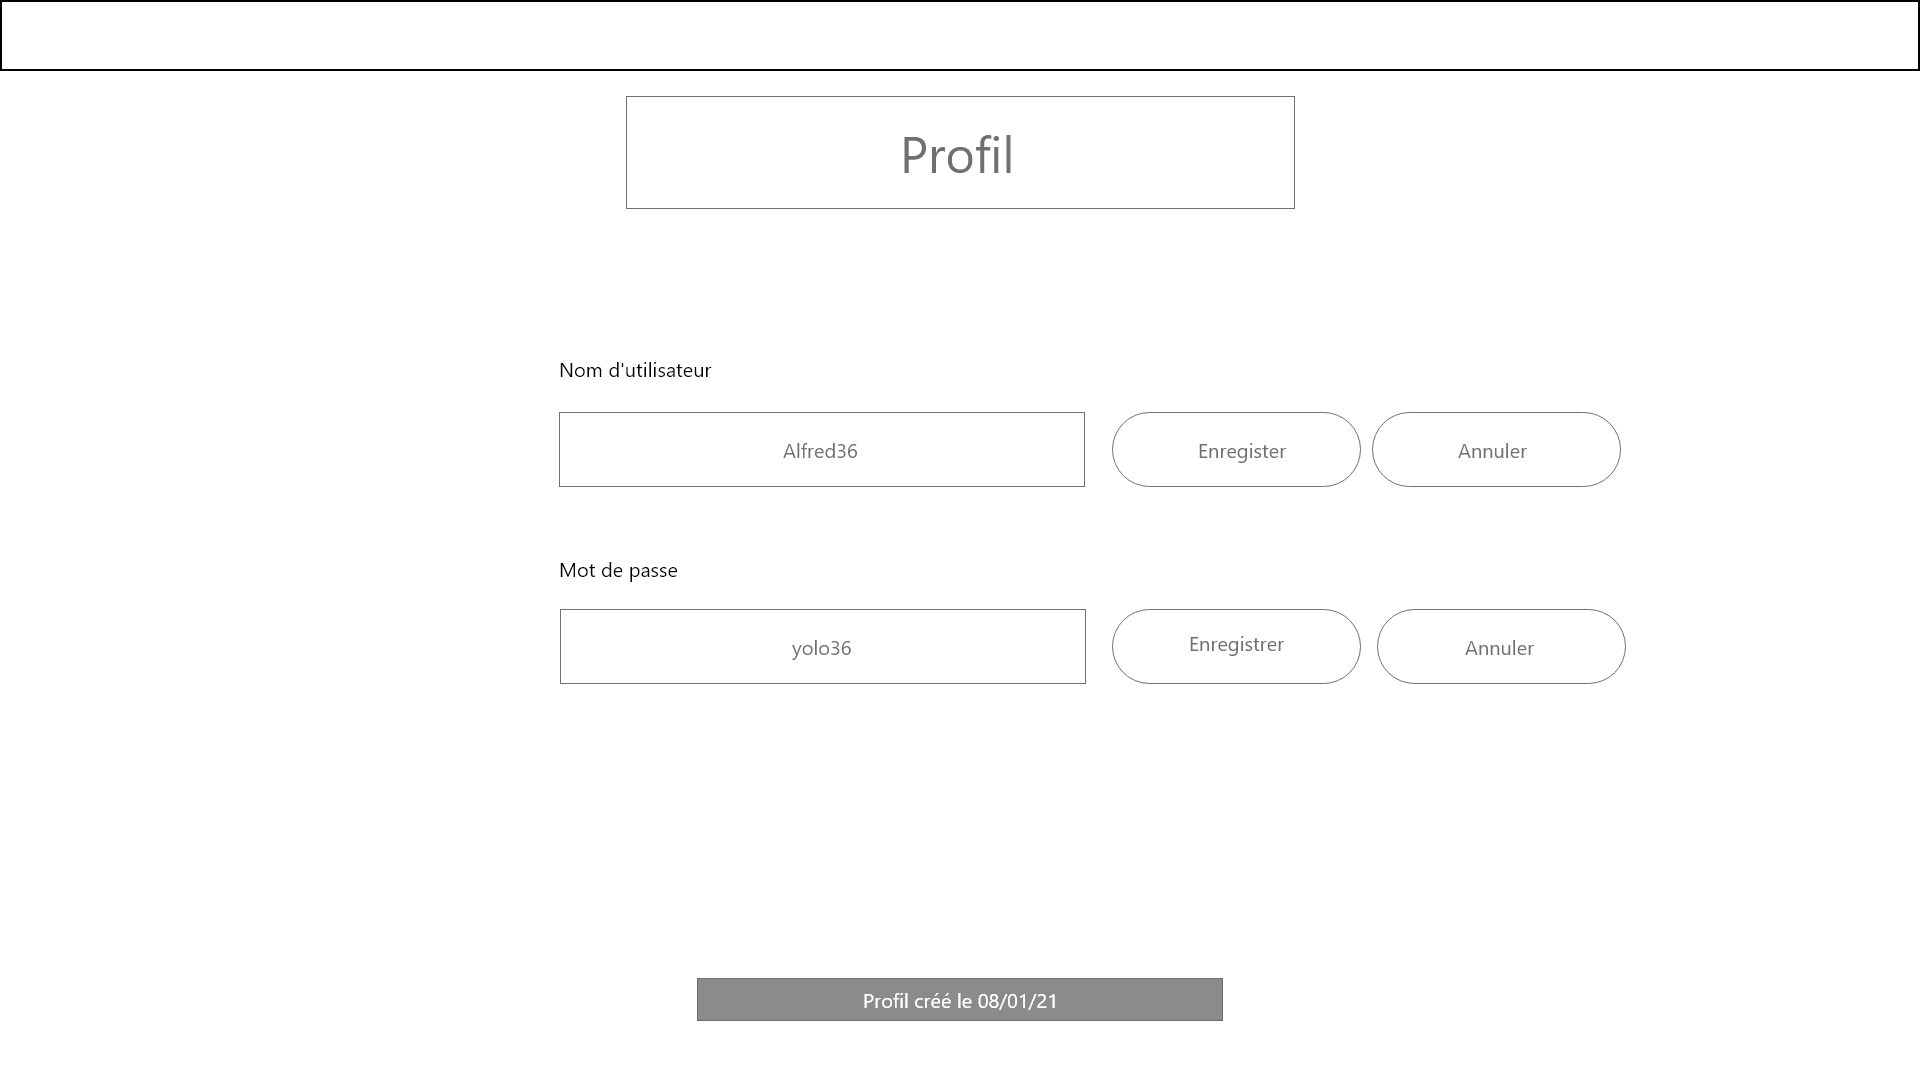 Profil
Nom d'utilisateur
Alfred36
Enregister
Annuler
Mot de passe
yolo36
Enregistrer
Annuler
Profil créé le 08/01/21